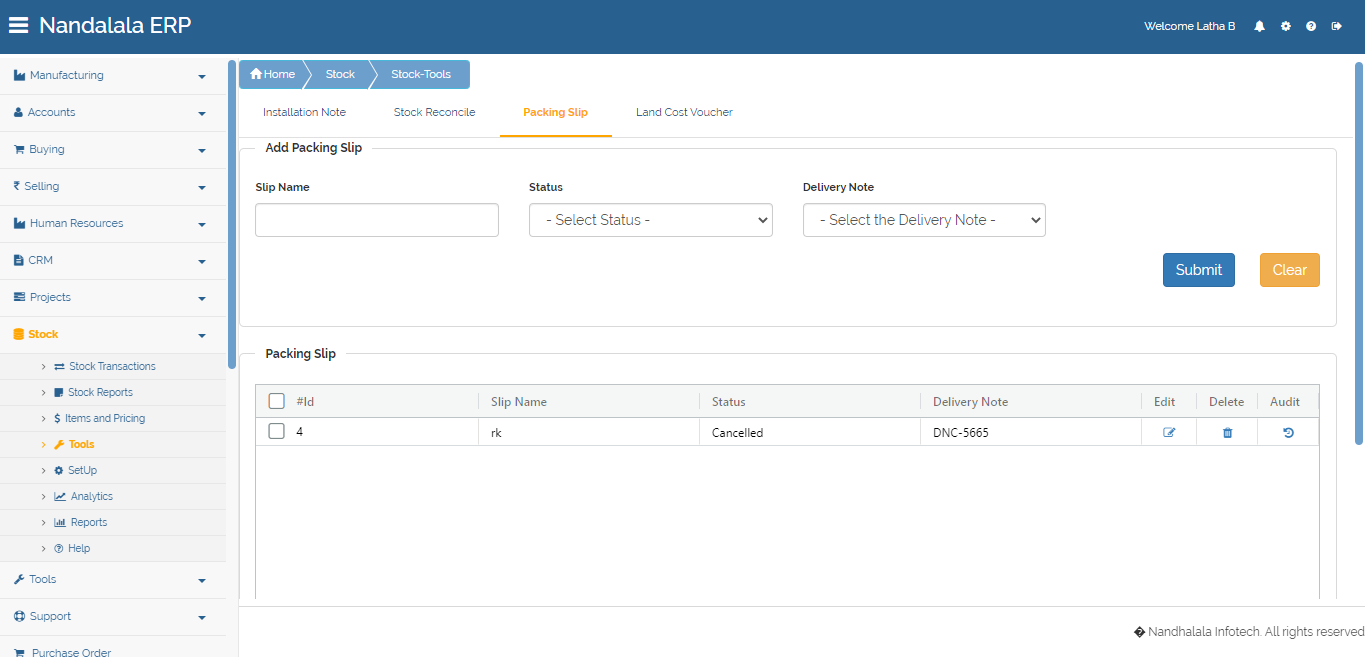 Nandalala ERP
Welcome Latha B
Manufacturing
Accounts
Buying
Selling
Human Resources
CRM
Projects
Stock
Stock Transactions
Stock Reports
$ Items and Pricing
Tools
SetUp
Analytics
Reports
Help
Tools
Support
Purchase Order
Home Stock Stock-Tools
Installation Note Stock Reconcile Packing Slip Land Cost Voucher
Add Packing Slip
Slip Name Status Delivery Note
- Select Status - - Select the Delivery Note -
Submit Clear
Packing Slip
#Id Slip Name Status Delivery Note Edit Delete Audit
4 rk Cancelled DNC-5665
� Nandhalala Infotech. All rights reserved